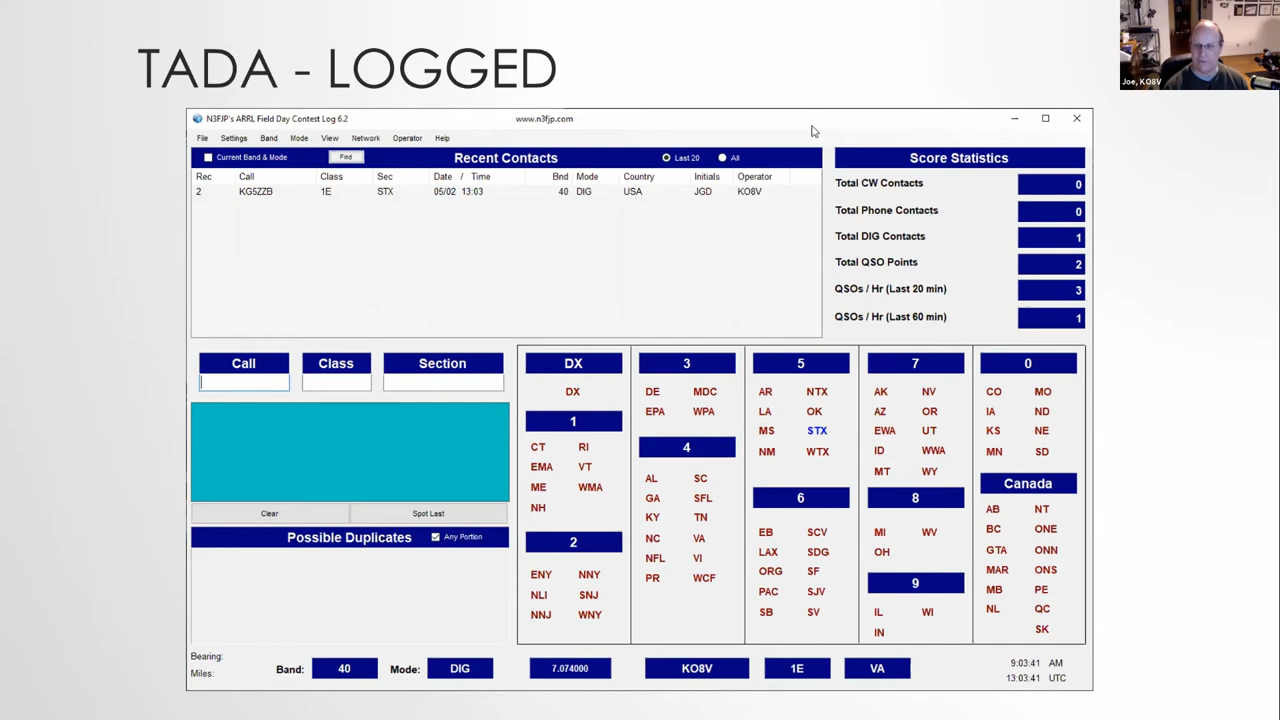 TADA - LOGGED
Joe, KO8V
N3FJP's ARRL Field Day Contest Log 6.2 www.n3fjp.com
File Settings Band Mode View Network Operator Help
Current Band & Mode Find Recent Contacts Last 20 All
Rec Call Class Sec Date / Time Bnd Mode Country Initials Operator
2 KG5ZZB 1E STX 05/02 13:03 40 DIG USA JGD KO8V
Score Statistics
Total CW Contacts 0
Total Phone Contacts 0
Total DIG Contacts 1
Total QSO Points 2
QSOs / Hr (Last 20 min) 3
QSOs / Hr (Last 60 min) 1
Call Class Section
Clear Spot Last
Possible Duplicates Any Portion
DX
DX
1
CT RI
EMA VT
ME WMA
NH
2
ENY NNY
NLI SNJ
NNJ WNY
3
DE MDC
EPA WPA
4
AL SC
GA SFL
KY TN
NC VA
NFL VI
PR WCF
5
AR NTX
LA OK
MS STX
NM WTX
6
EB SCV
LAX SDG
ORG SF
PAC SJV
SB SV
7
AK NV
AZ OR
EWA UT
ID WWA
MT WY
8
MI WV
OH
9
IL WI
IN
0
CO MO
IA ND
KS NE
MN SD
Canada
AB NT
BC ONE
GTA ONN
MAR ONS
MB PE
NL QC
SK
Bearing:
Miles:
Band: 40 Mode: DIG 7.074000 KO8V 1E VA
9:03:41 AM
13:03:41 UTC